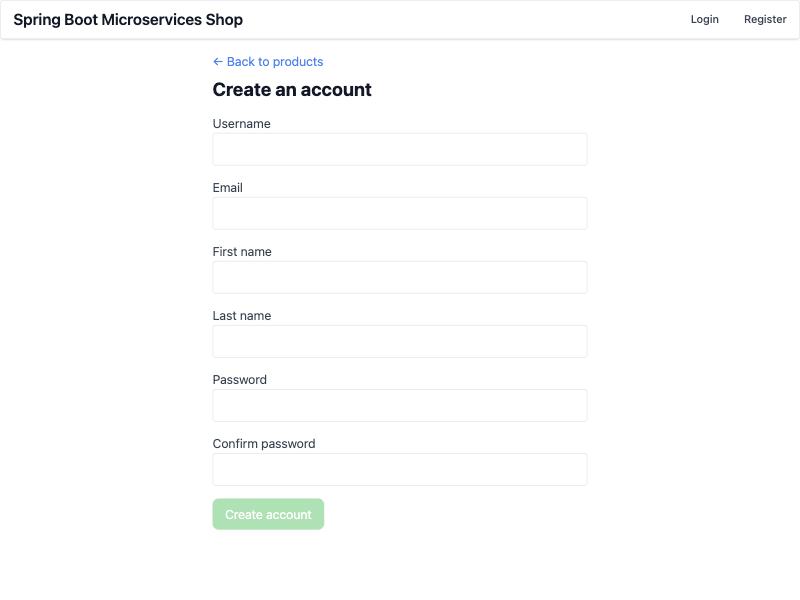 Spring Boot Microservices Shop
Login
Register
← Back to products
Create an account
Username
Email
First name
Last name
Password
Confirm password
Create account